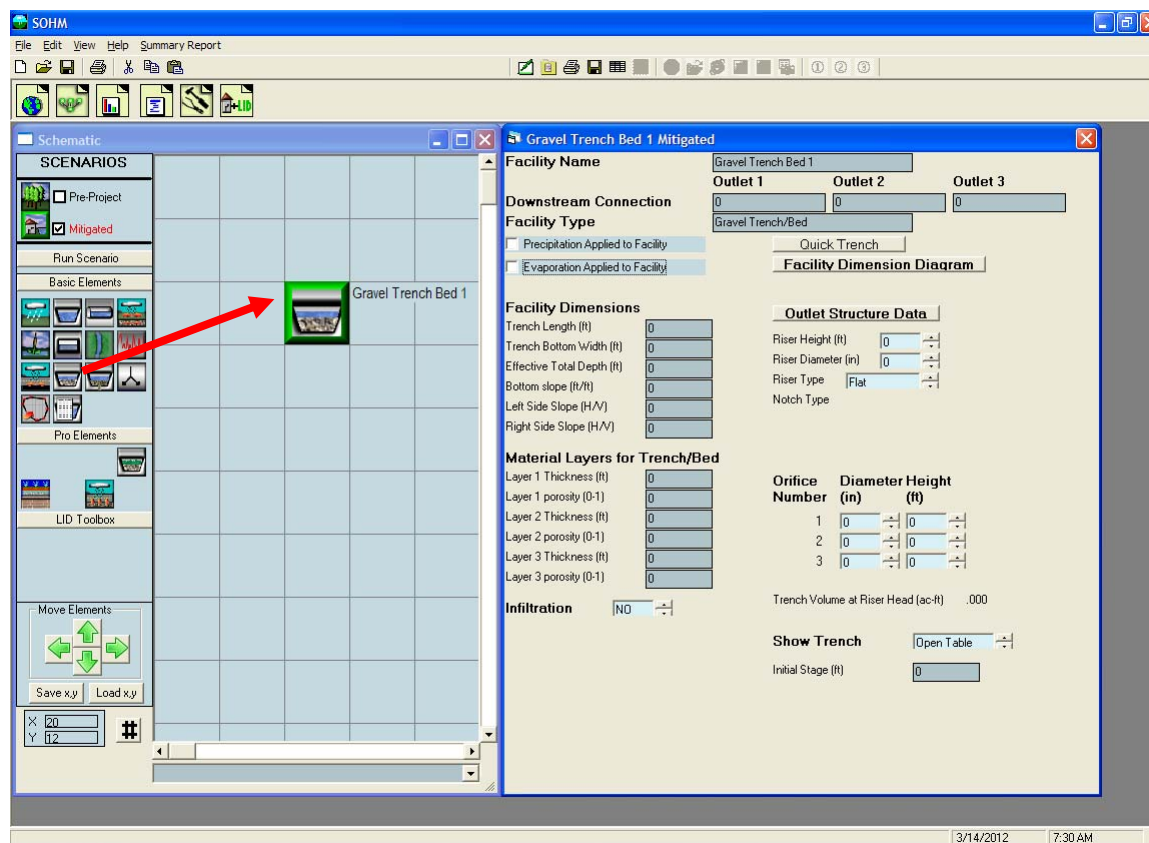 SOHM
File Edit View Help Summary Report
Schematic
SCENARIOS
Pre-Project
Mitigated
Run Scenario
Basic Elements
Pro Elements
LID Toolbox
Move Elements
Save x,y Load x,y
X 20
Y 12
Gravel Trench Bed 1
Gravel Trench Bed 1 Mitigated
Facility Name Gravel Trench Bed 1
Outlet 1 Outlet 2 Outlet 3
Downstream Connection 0 0 0
Facility Type Gravel Trench/Bed
Precipitation Applied to Facility Quick Trench
Evaporation Applied to Facility Facility Dimension Diagram
Facility Dimensions
Trench Length (ft) 0
Trench Bottom Width (ft) 0
Effective Total Depth (ft) 0
Bottom slope (ft/ft) 0
Left Side Slope (H/V) 0
Right Side Slope (H/V) 0
Material Layers for Trench/Bed
Layer 1 Thickness (ft) 0
Layer 1 porosity (0-1) 0
Layer 2 Thickness (ft) 0
Layer 2 porosity (0-1) 0
Layer 3 Thickness (ft) 0
Layer 3 porosity (0-1) 0
Infiltration NO
Outlet Structure Data
Riser Height (ft) 0
Riser Diameter (in) 0
Riser Type Flat
Notch Type
Orifice Diameter Height
Number (in) (ft)
1 0 0
2 0 0
3 0 0
Trench Volume at Riser Head (ac-ft) .000
Show Trench Open Table
Initial Stage (ft) 0
3/14/2012 7:30 AM
+LID
1 2 3
#